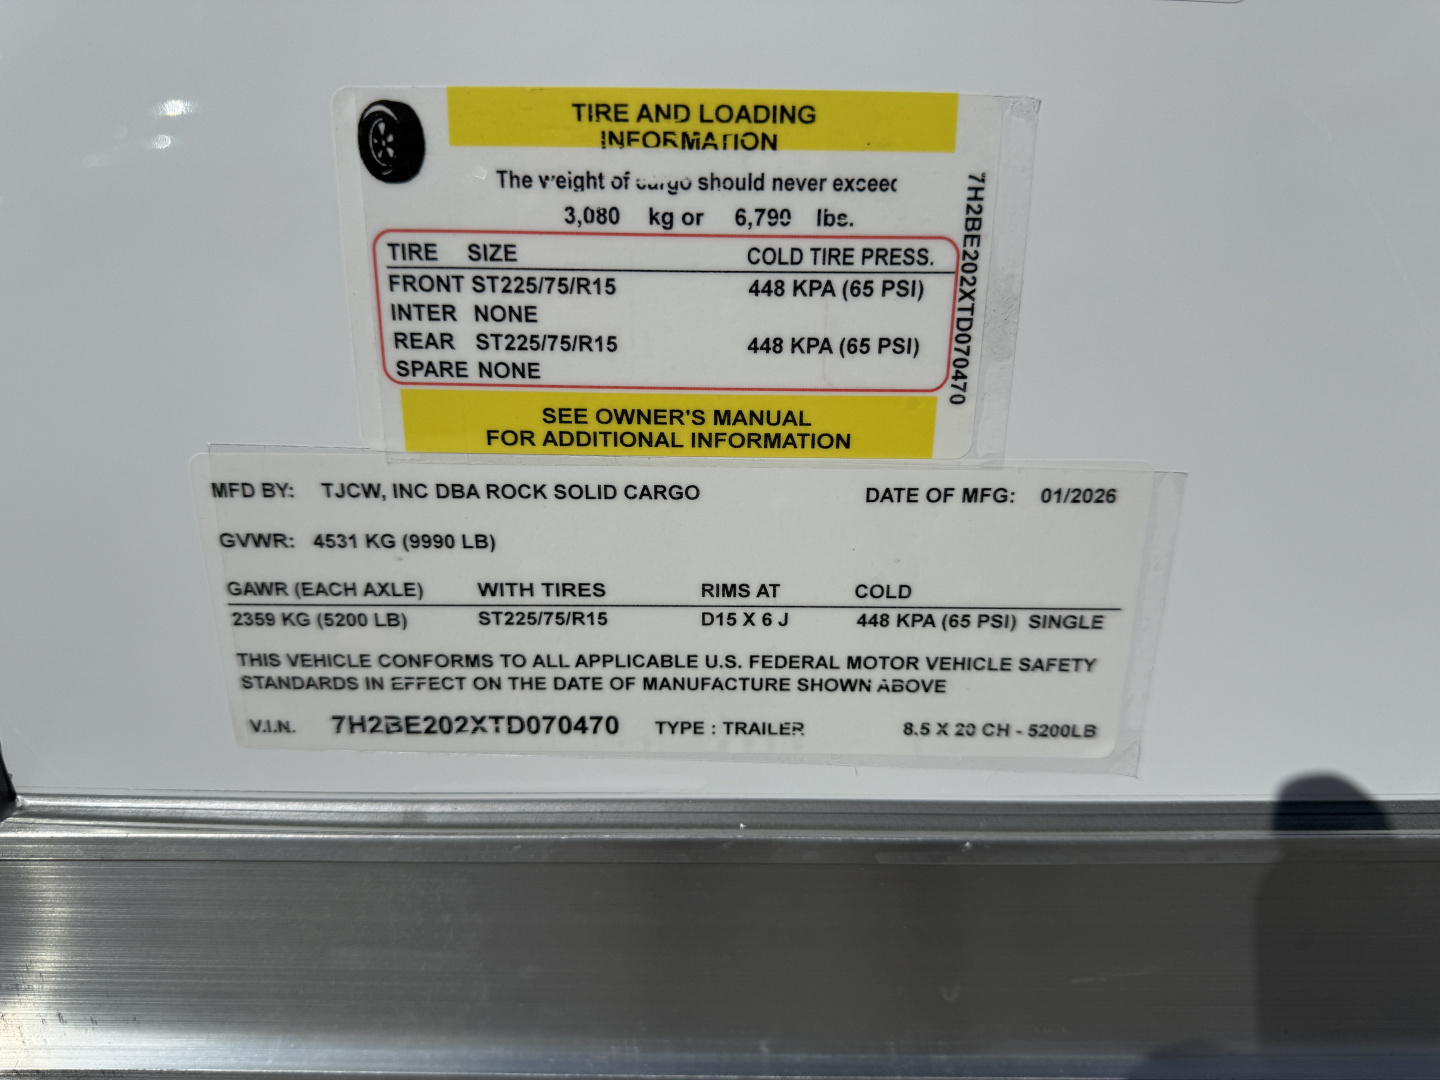 TIRE AND LOADING
INFORMATION
The weight of cargo should never exceed
3,080 kg or 6,790 lbs.
TIRE SIZE COLD TIRE PRESS.
FRONT ST225/75/R15 448 KPA (65 PSI)
INTER NONE
REAR ST225/75/R15 448 KPA (65 PSI)
SPARE NONE
SEE OWNER'S MANUAL
FOR ADDITIONAL INFORMATION
7H2BE202XTD070470
MFD BY: TJCW, INC DBA ROCK SOLID CARGO DATE OF MFG: 01/2026
GVWR: 4531 KG (9990 LB)
GAWR (EACH AXLE) WITH TIRES RIMS AT COLD
2359 KG (5200 LB) ST225/75/R15 D15 X 6 J 448 KPA (65 PSI) SINGLE
THIS VEHICLE CONFORMS TO ALL APPLICABLE U.S. FEDERAL MOTOR VEHICLE SAFETY
STANDARDS IN EFFECT ON THE DATE OF MANUFACTURE SHOWN ABOVE
V.I.N. 7H2BE202XTD070470 TYPE : TRAILER 8.5 X 20 CH - 5200LB